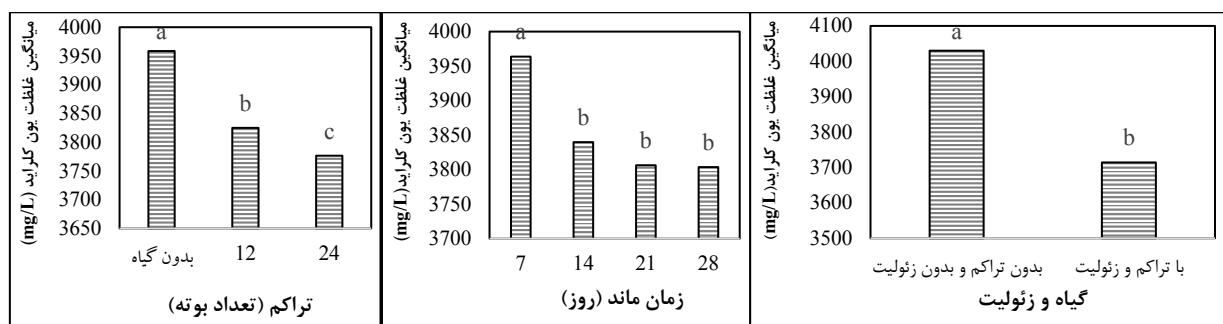 میانگین غلظت یون کلراید (mg/L)
4000
3950
3900
3850
3800
3750
3700
3650
a
b
c
بدون گیاه
12
24
تراکم (تعداد بوته)
میانگین غلظت یون کلراید(mg/L)
4000
3950
3900
3850
3800
3750
3700
a
b
b
b
7
14
21
28
زمان ماند (روز)
میانگین غلظت یون کلراید(mg/L)
4100
4000
3900
3800
3700
3600
3500
a
b
بدون تراکم و بدون زئولیت
با تراکم و زئولیت
گیاه و زئولیت